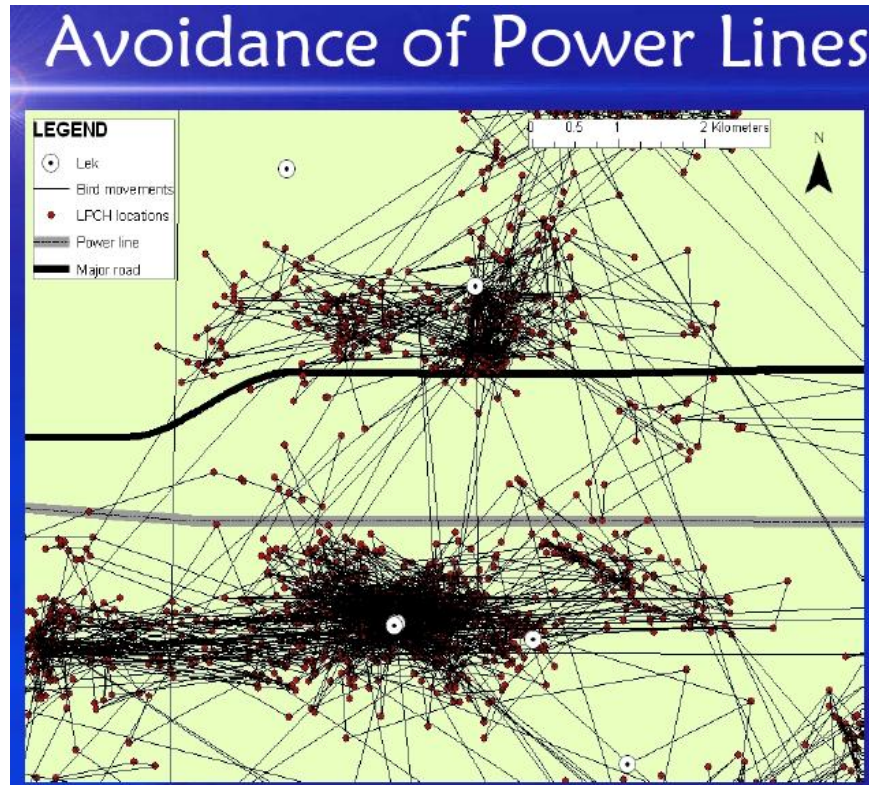 Avoidance of Power Lines
LEGEND
Lek
Bird movements
LPCH locations
Power line
Major road
0 0.5 1 2 Kilometers
N